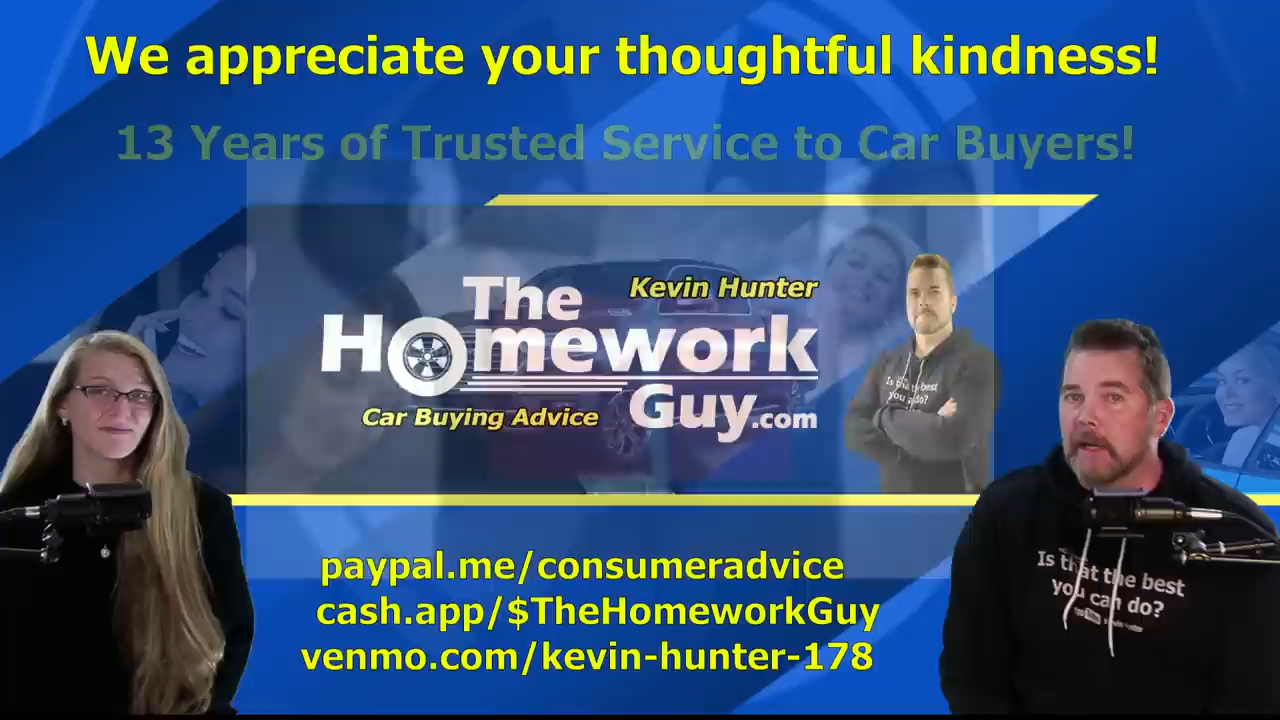 We appreciate your thoughtful kindness!
13 Years of Trusted Service to Car Buyers!
The
Kevin Hunter
Homework
Guy.com
Car Buying Advice
Is that the best
you can do?
paypal.me/consumeradvice
cash.app/$TheHomeworkGuy
venmo.com/kevin-hunter-178
Is that the best
you can do?